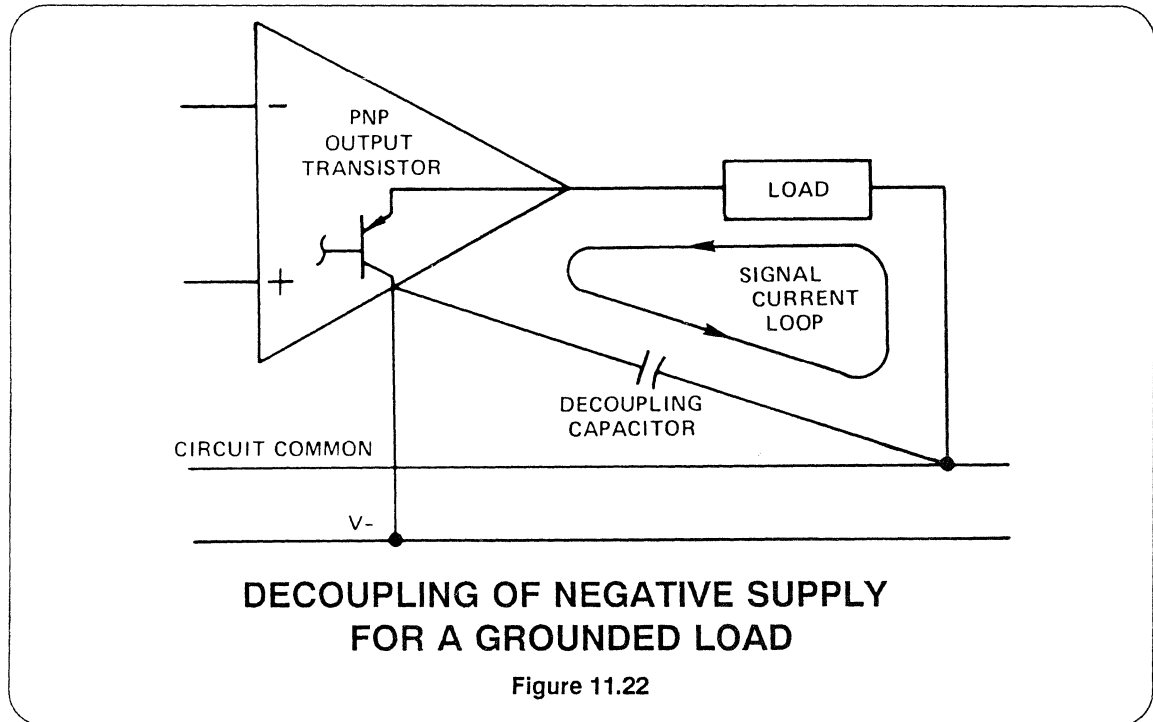 -
PNP
OUTPUT
TRANSISTOR
LOAD
+
SIGNAL
CURRENT
LOOP
DECOUPLING
CAPACITOR
CIRCUIT COMMON
V-
DECOUPLING OF NEGATIVE SUPPLY
FOR A GROUNDED LOAD
Figure 11.22